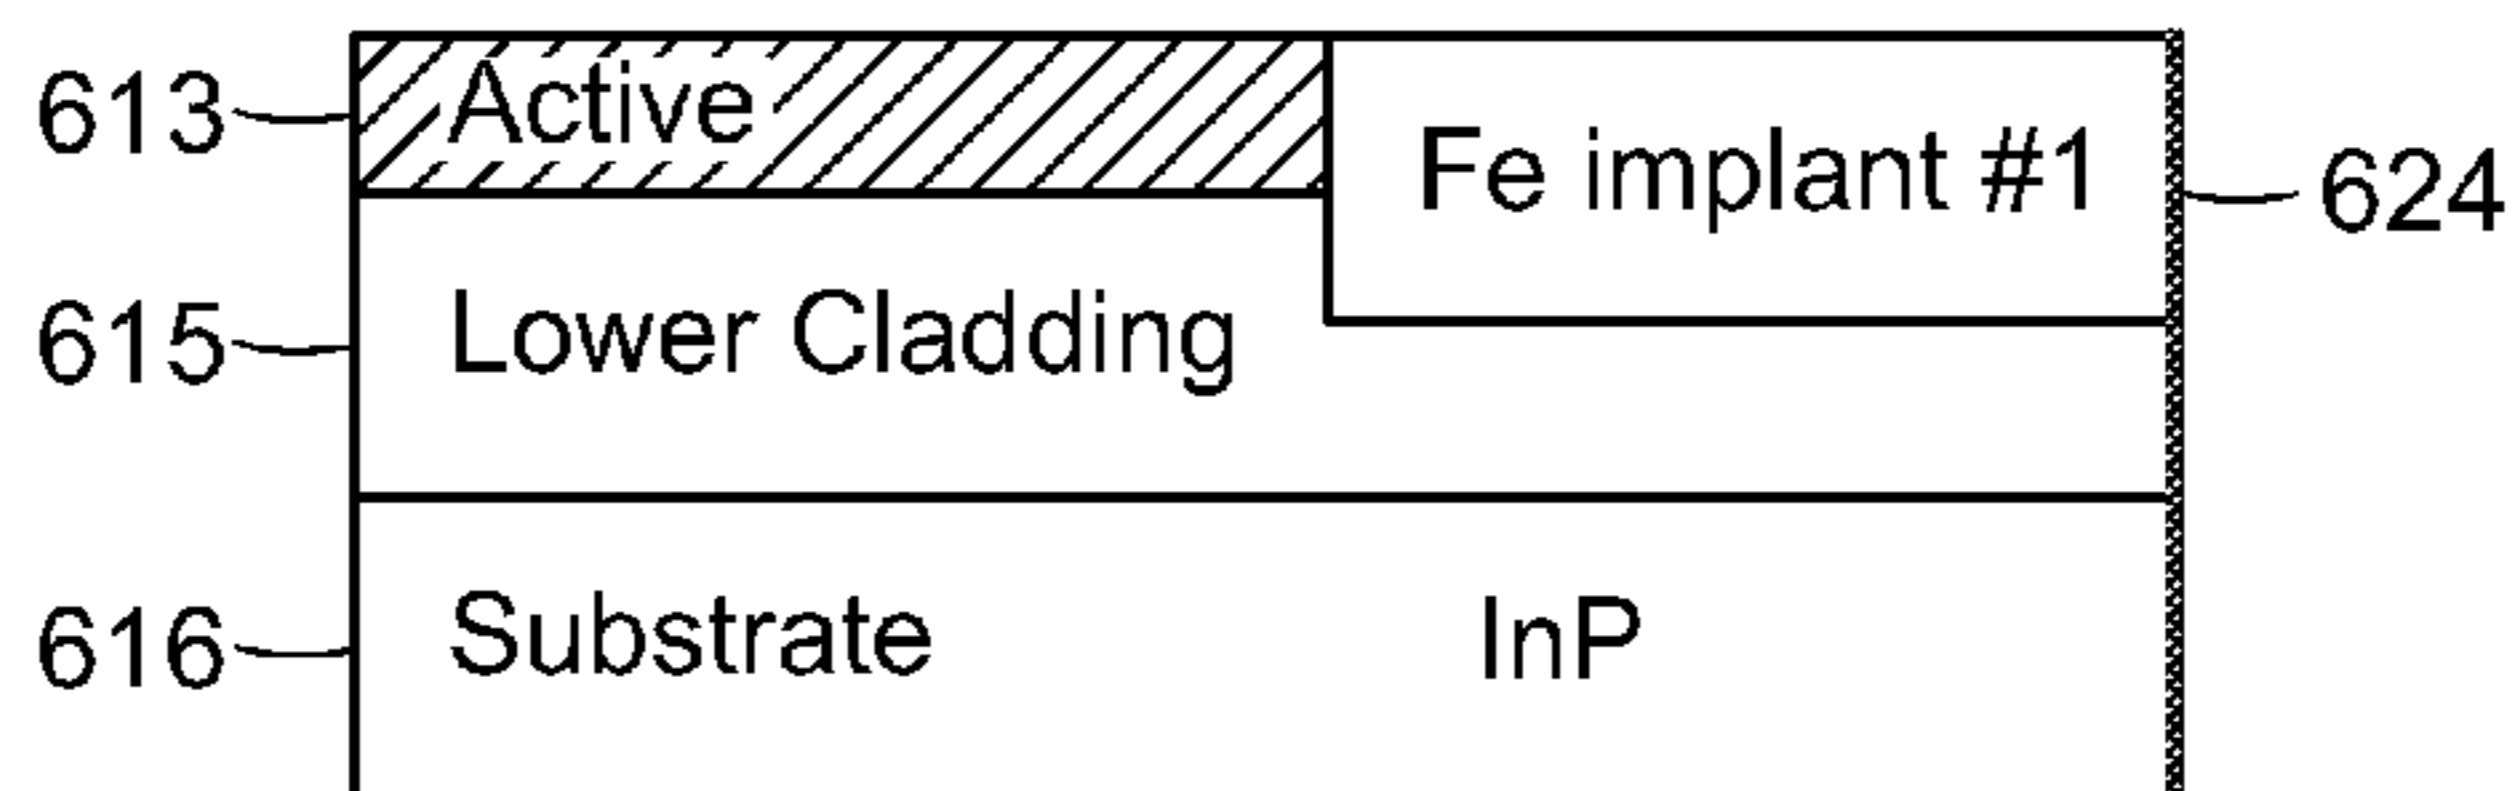 613 Active
Fe implant #1 624
615 Lower Cladding
616 Substrate InP